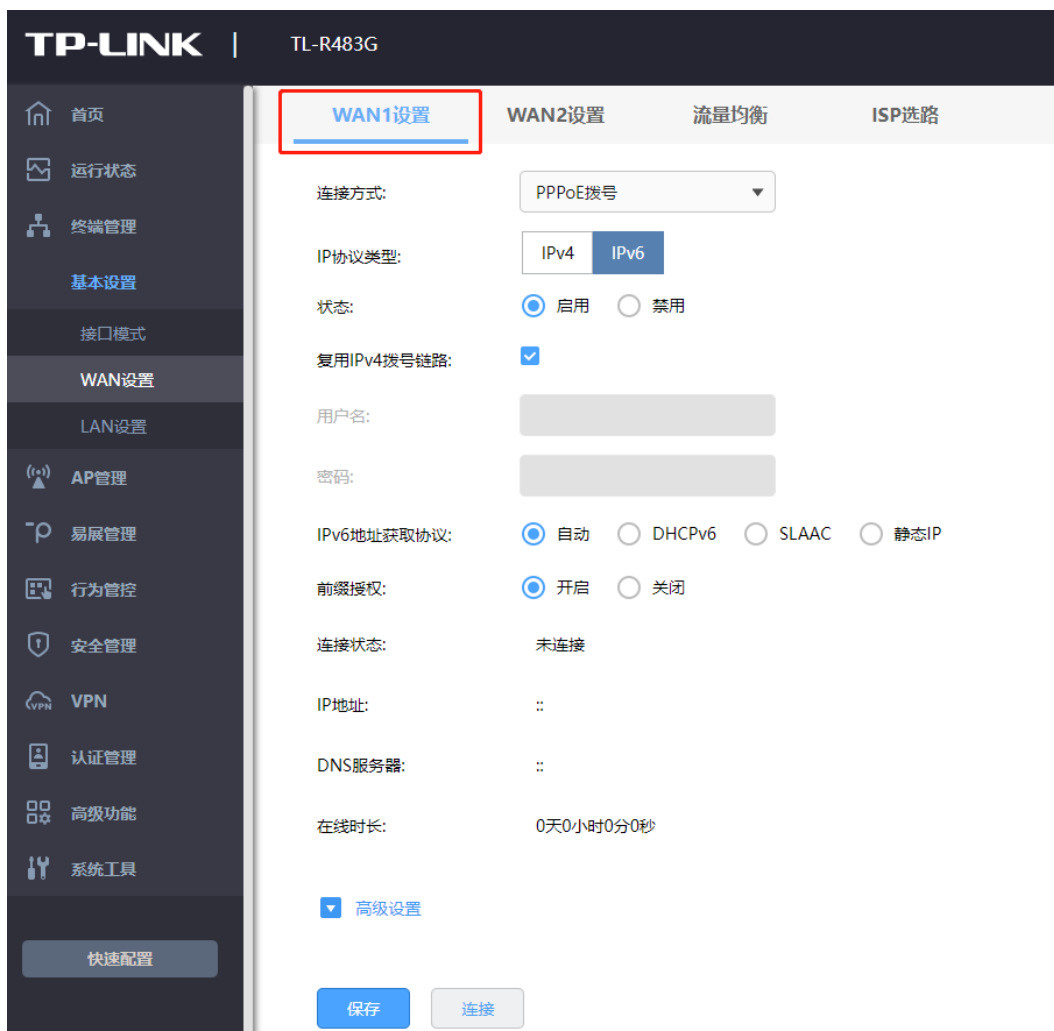 TP-LINK | TL-R483G
首页
运行状态
终端管理
基本设置
接口模式
WAN设置
LAN设置
AP管理
易展管理
行为管控
安全管理
VPN
VPN
认证管理
高级功能
系统工具
快速配置
WAN1设置 WAN2设置 流量均衡 ISP选路
连接方式: PPPoE拨号
IP协议类型: IPv4 IPv6
状态: 启用 禁用
复用IPv4拨号链路:
用户名:
密码:
IPv6地址获取协议: 自动 DHCPv6 SLAAC 静态IP
前缀授权: 开启 关闭
连接状态: 未连接
IP地址: ::
DNS服务器: ::
在线时长: 0天0小时0分0秒
高级设置
保存 连接